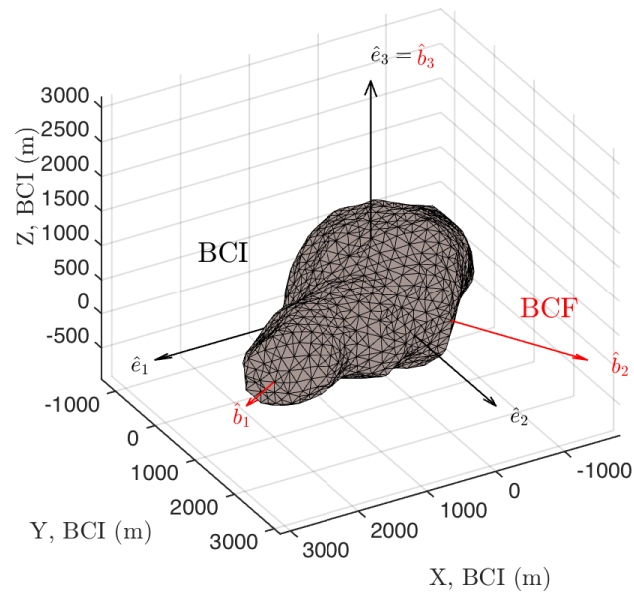 ê₃ = b̂₃
3000
2500
2000
1500
1000
500
0
-500
Z, BCI (m)
BCI
BCF
ê₁
b̂₁
ê₂
b̂₂
-1000
0
1000
2000
3000
Y, BCI (m)
3000
2000
1000
0
-1000
X, BCI (m)